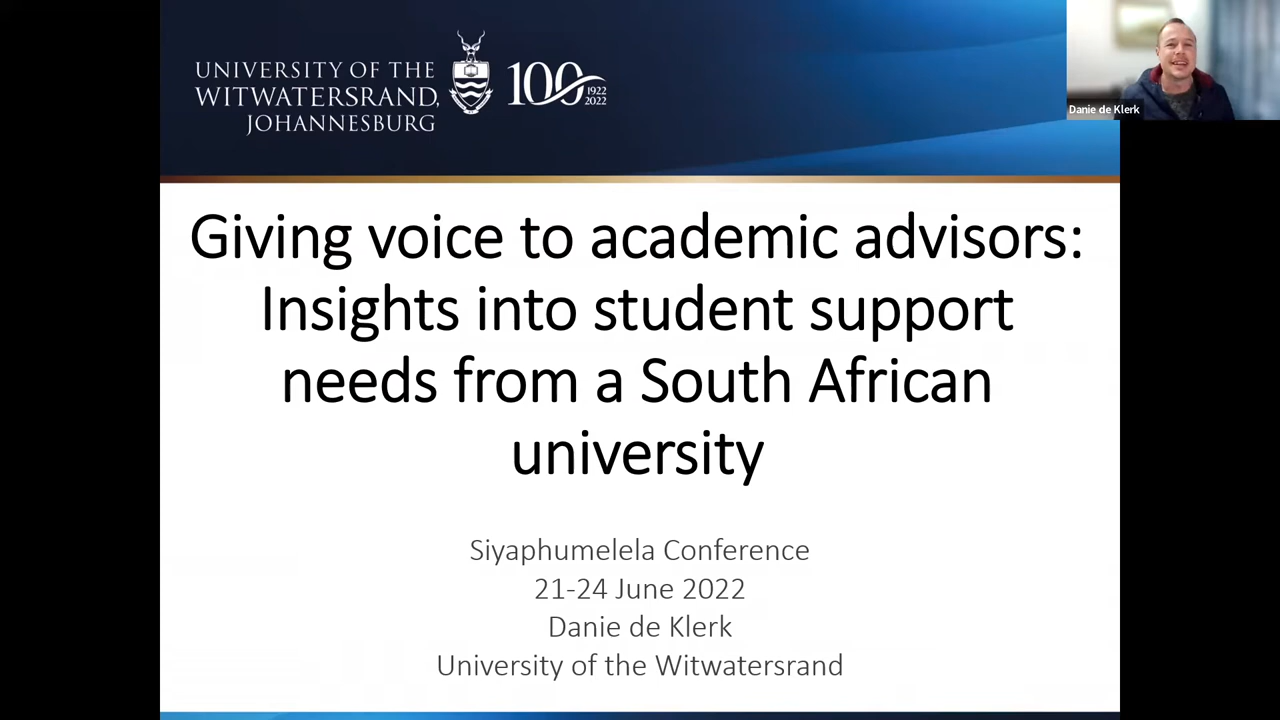 UNIVERSITY OF THE
WITWATERSRAND,
JOHANNESBURG
100 1922
2022
Danie de Klerk
Giving voice to academic advisors:
Insights into student support
needs from a South African
university
Siyaphumelela Conference
21-24 June 2022
Danie de Klerk
University of the Witwatersrand